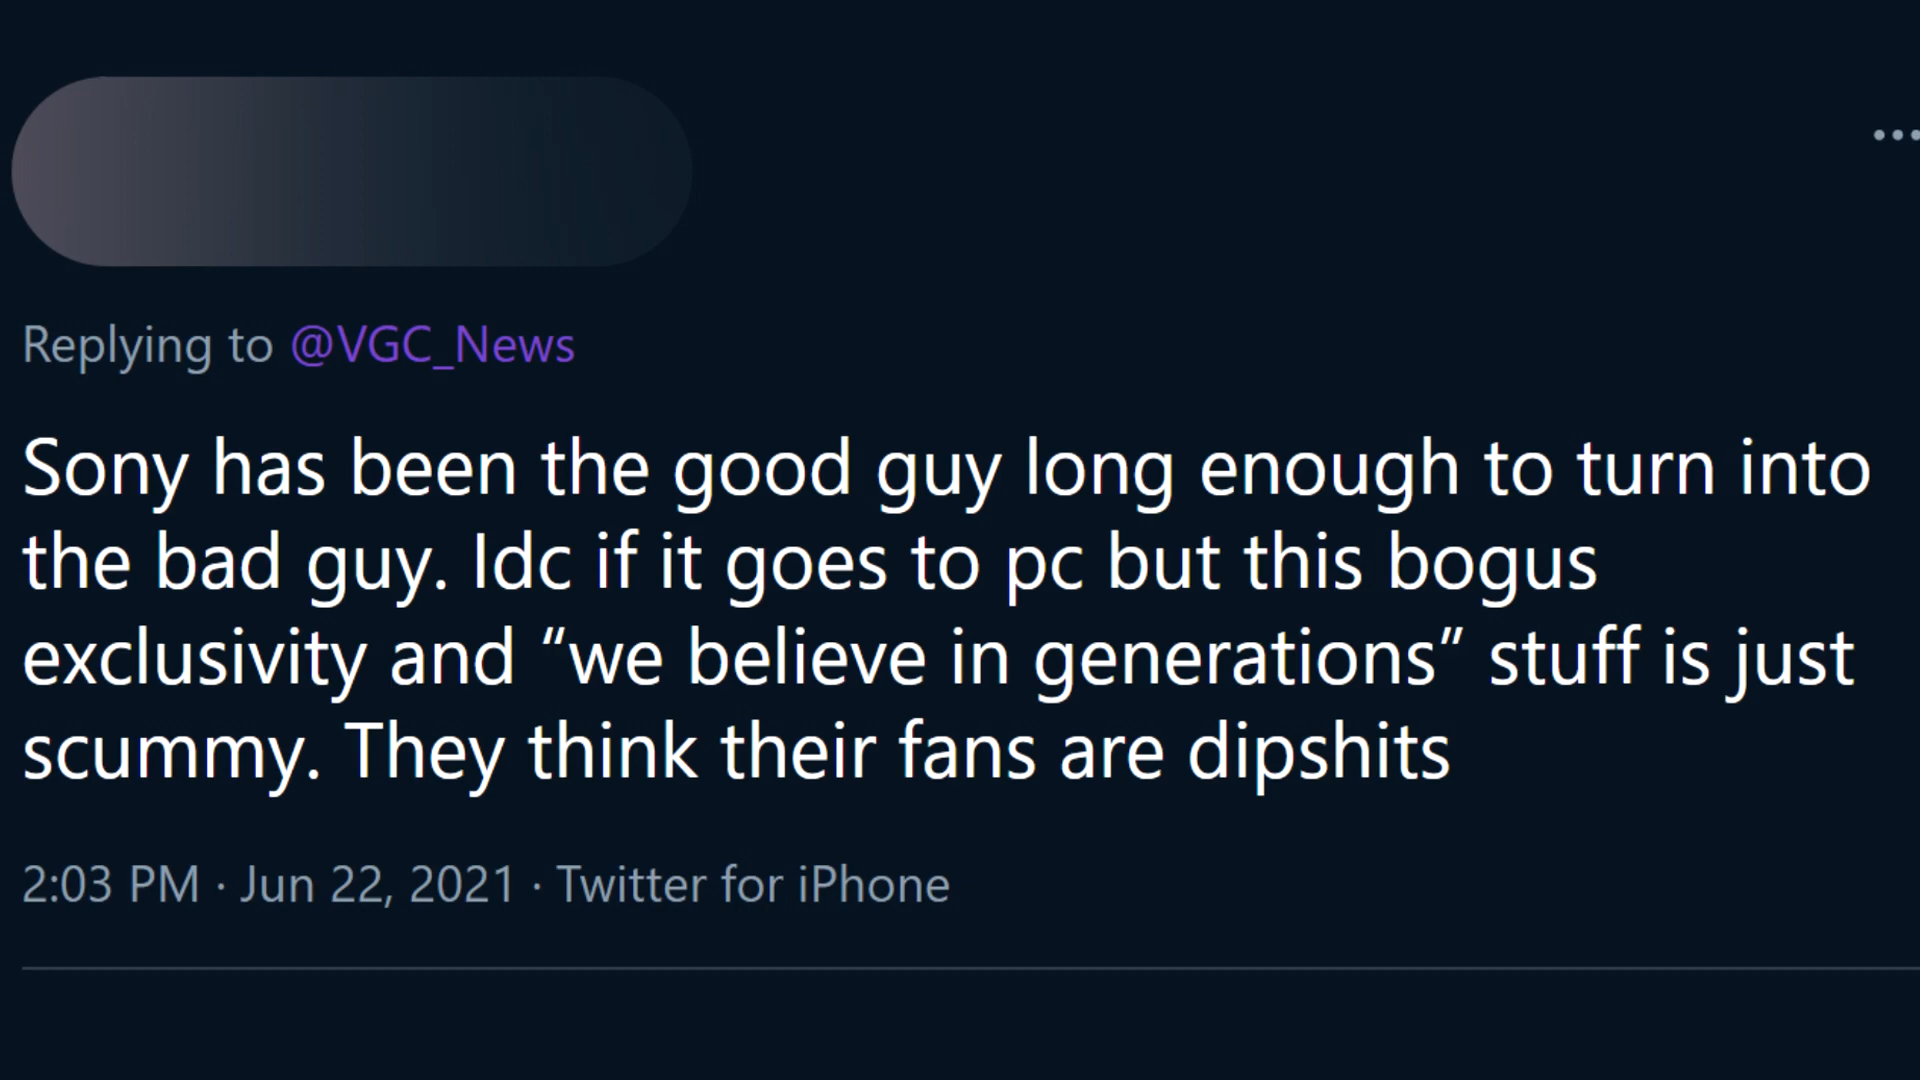 Replying to @VGC_News
Sony has been the good guy long enough to turn into
the bad guy. Idc if it goes to pc but this bogus
exclusivity and “we believe in generations” stuff is just
scummy. They think their fans are dipshits
2:03 PM · Jun 22, 2021 · Twitter for iPhone